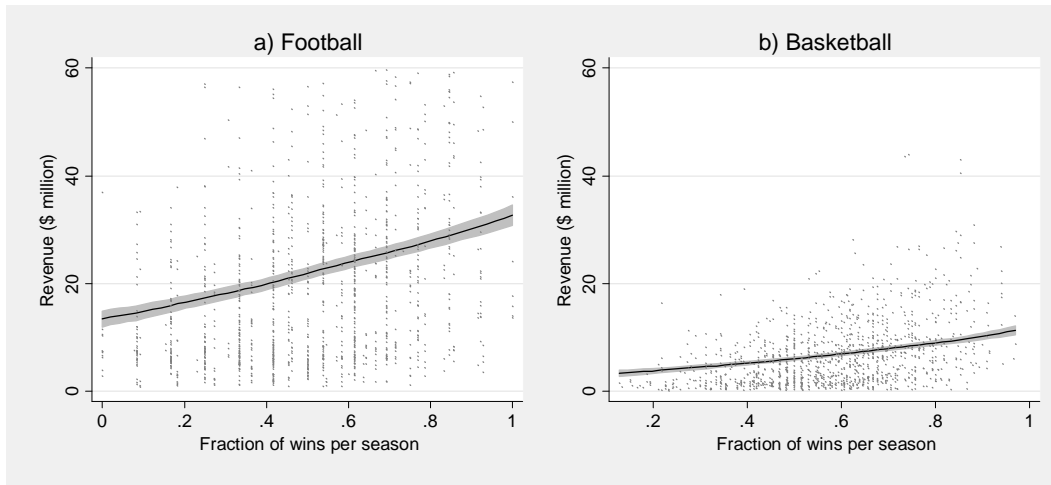 a) Football
60
40
20
0
Revenue ($ million)
0 .2 .4 .6 .8 1
Fraction of wins per season
b) Basketball
60
40
20
0
Revenue ($ million)
.2 .4 .6 .8 1
Fraction of wins per season